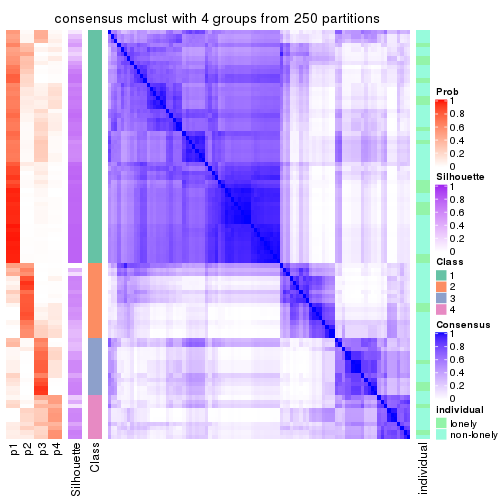 consensus mclust with 4 groups from 250 partitions
Prob
1
0.8
0.6
0.4
0.2
0
Silhouette
1
0.8
0.6
0.4
0.2
0
Class
1
2
3
4
Consensus
1
0.8
0.6
0.4
0.2
0
individual
lonely
non-lonely
p1
p2
p3
p4
Silhouette
Class
individual